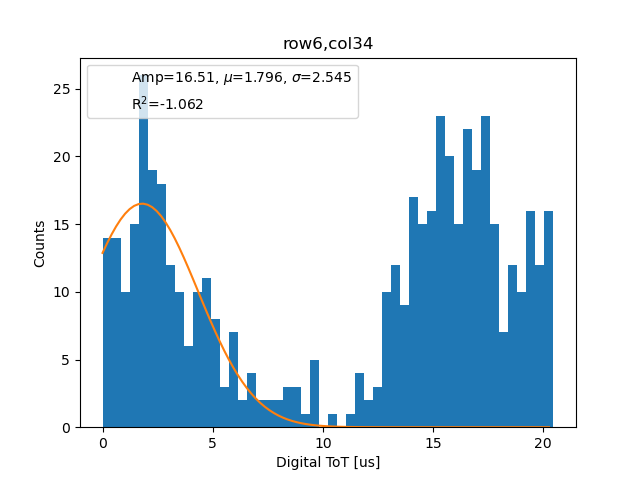 row6,col34
Amp=16.51, μ=1.796, σ=2.545
R²=-1.062
25
20
15
10
5
0
Counts
0 5 10 15 20
Digital ToT [us]